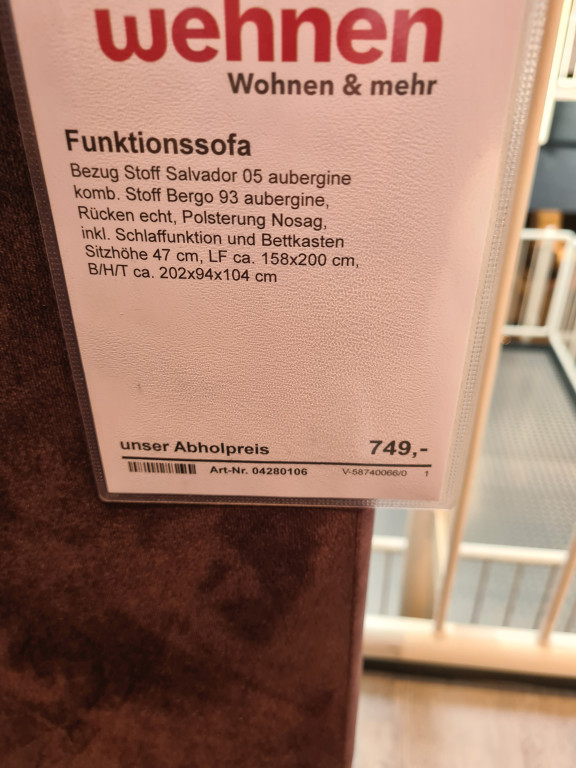 wehnen
Wohnen & mehr
Funktionssofa
Bezug Stoff Salvador 05 aubergine
komb. Stoff Bergo 93 aubergine,
Rücken echt, Polsterung Nosag,
inkl. Schlaffunktion und Bettkasten
Sitzhöhe 47 cm, LF ca. 158x200 cm,
B/H/T ca. 202x94x104 cm
unser Abholpreis 749,-
Art-Nr. 04280106 V-58740066/0 1